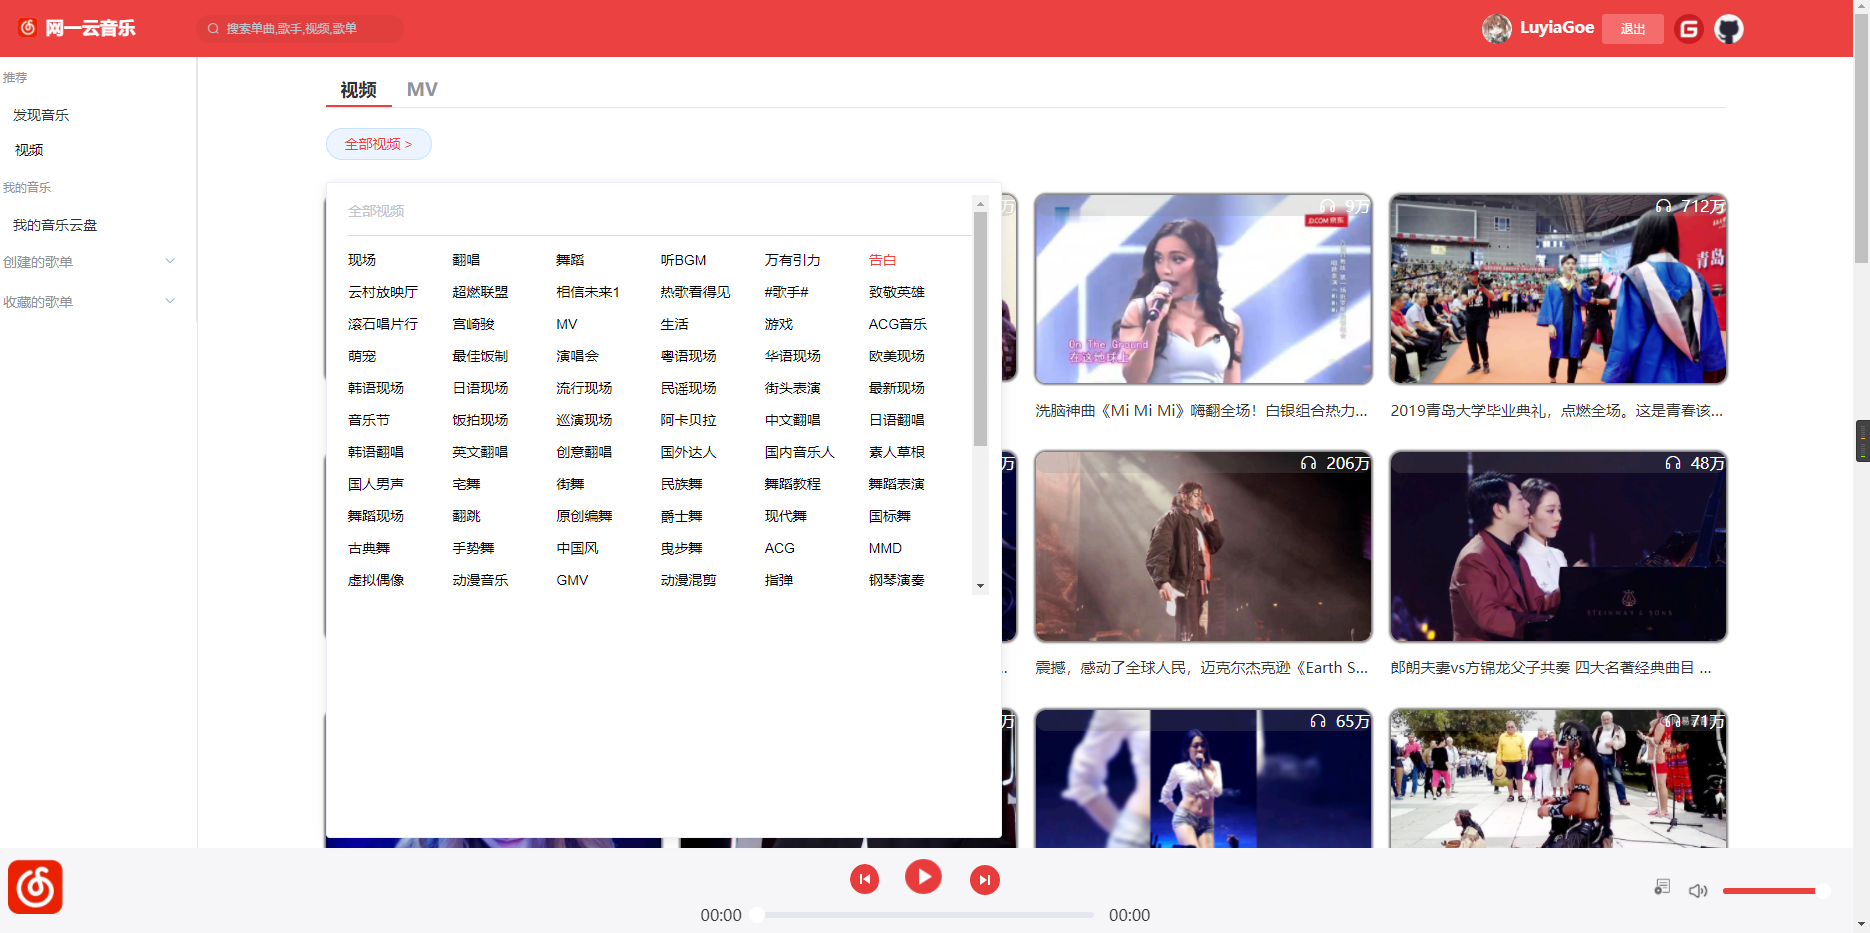 网一云音乐
搜索单曲,歌手,视频,歌单
LuyiaGoe
退出
推荐
发现音乐
视频
我的音乐
我的音乐云盘
创建的歌单
收藏的歌单
视频 MV
全部视频 >
全部视频
现场 翻唱 舞蹈 听BGM 万有引力 告白
云村放映厅 超燃联盟 相信未来1 热歌看得见 #歌手# 致敬英雄
滚石唱片行 宫崎骏 MV 生活 游戏 ACG音乐
萌宠 最佳饭制 演唱会 粤语现场 华语现场 欧美现场
韩语现场 日语现场 流行现场 民谣现场 街头表演 最新现场
音乐节 饭拍现场 巡演现场 阿卡贝拉 中文翻唱 日语翻唱
韩语翻唱 英文翻唱 创意翻唱 国外达人 国内音乐人 素人草根
国人男声 宅舞 街舞 民族舞 舞蹈教程 舞蹈表演
舞蹈现场 翻跳 原创编舞 爵士舞 现代舞 国标舞
古典舞 手势舞 中国风 曳步舞 ACG MMD
虚拟偶像 动漫音乐 GMV 动漫混剪 指弹 钢琴演奏
万
9万
712万
On The Ground
在这地球上
青岛
洗脑神曲《Mi Mi Mi》嗨翻全场！白银组合热力...
2019青岛大学毕业典礼，点燃全场。这是青春该...
万
206万
48万
STEINWAY & SONS
震撼，感动了全球人民，迈克尔杰克逊《Earth S...
郎朗夫妻vs方锦龙父子共奏 四大名著经典曲目 ...
万
65万
71万
00:00
00:00